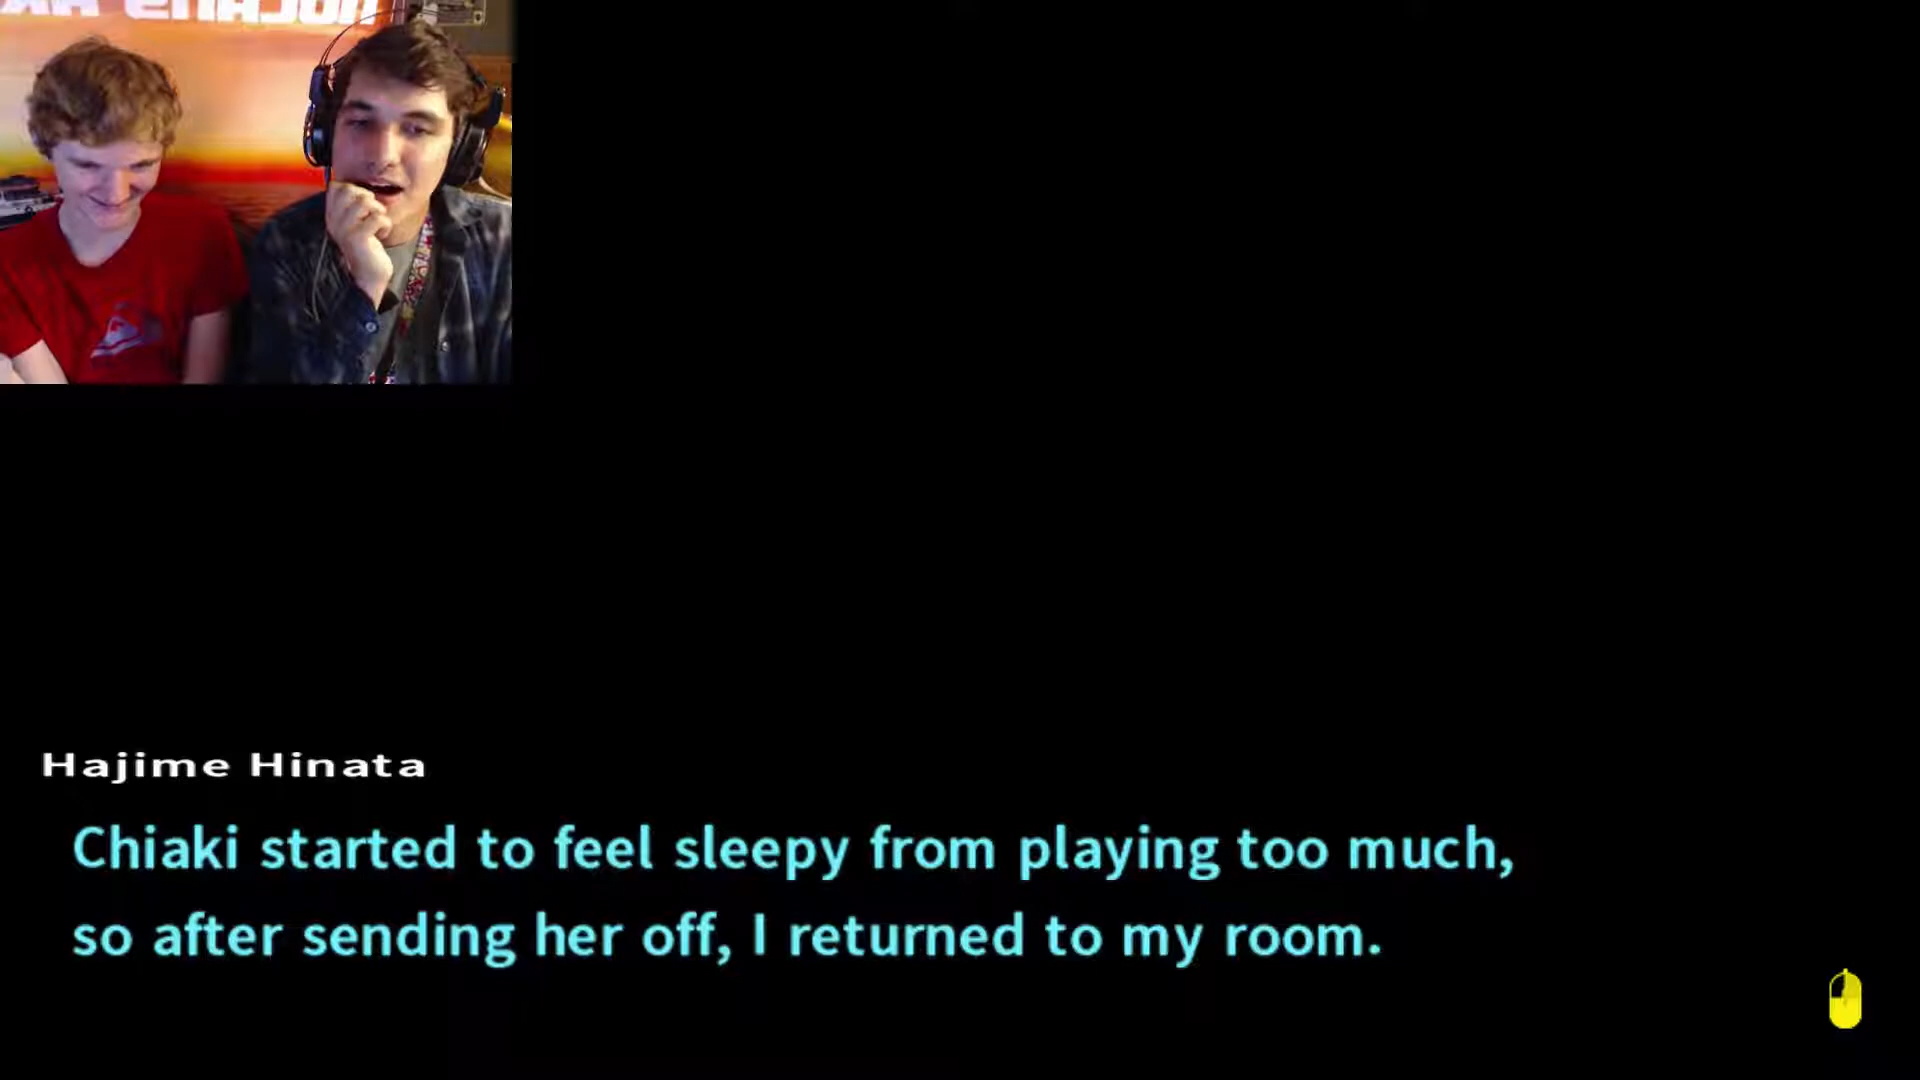 Hajime Hinata
Chiaki started to feel sleepy from playing too much,
so after sending her off, I returned to my room.